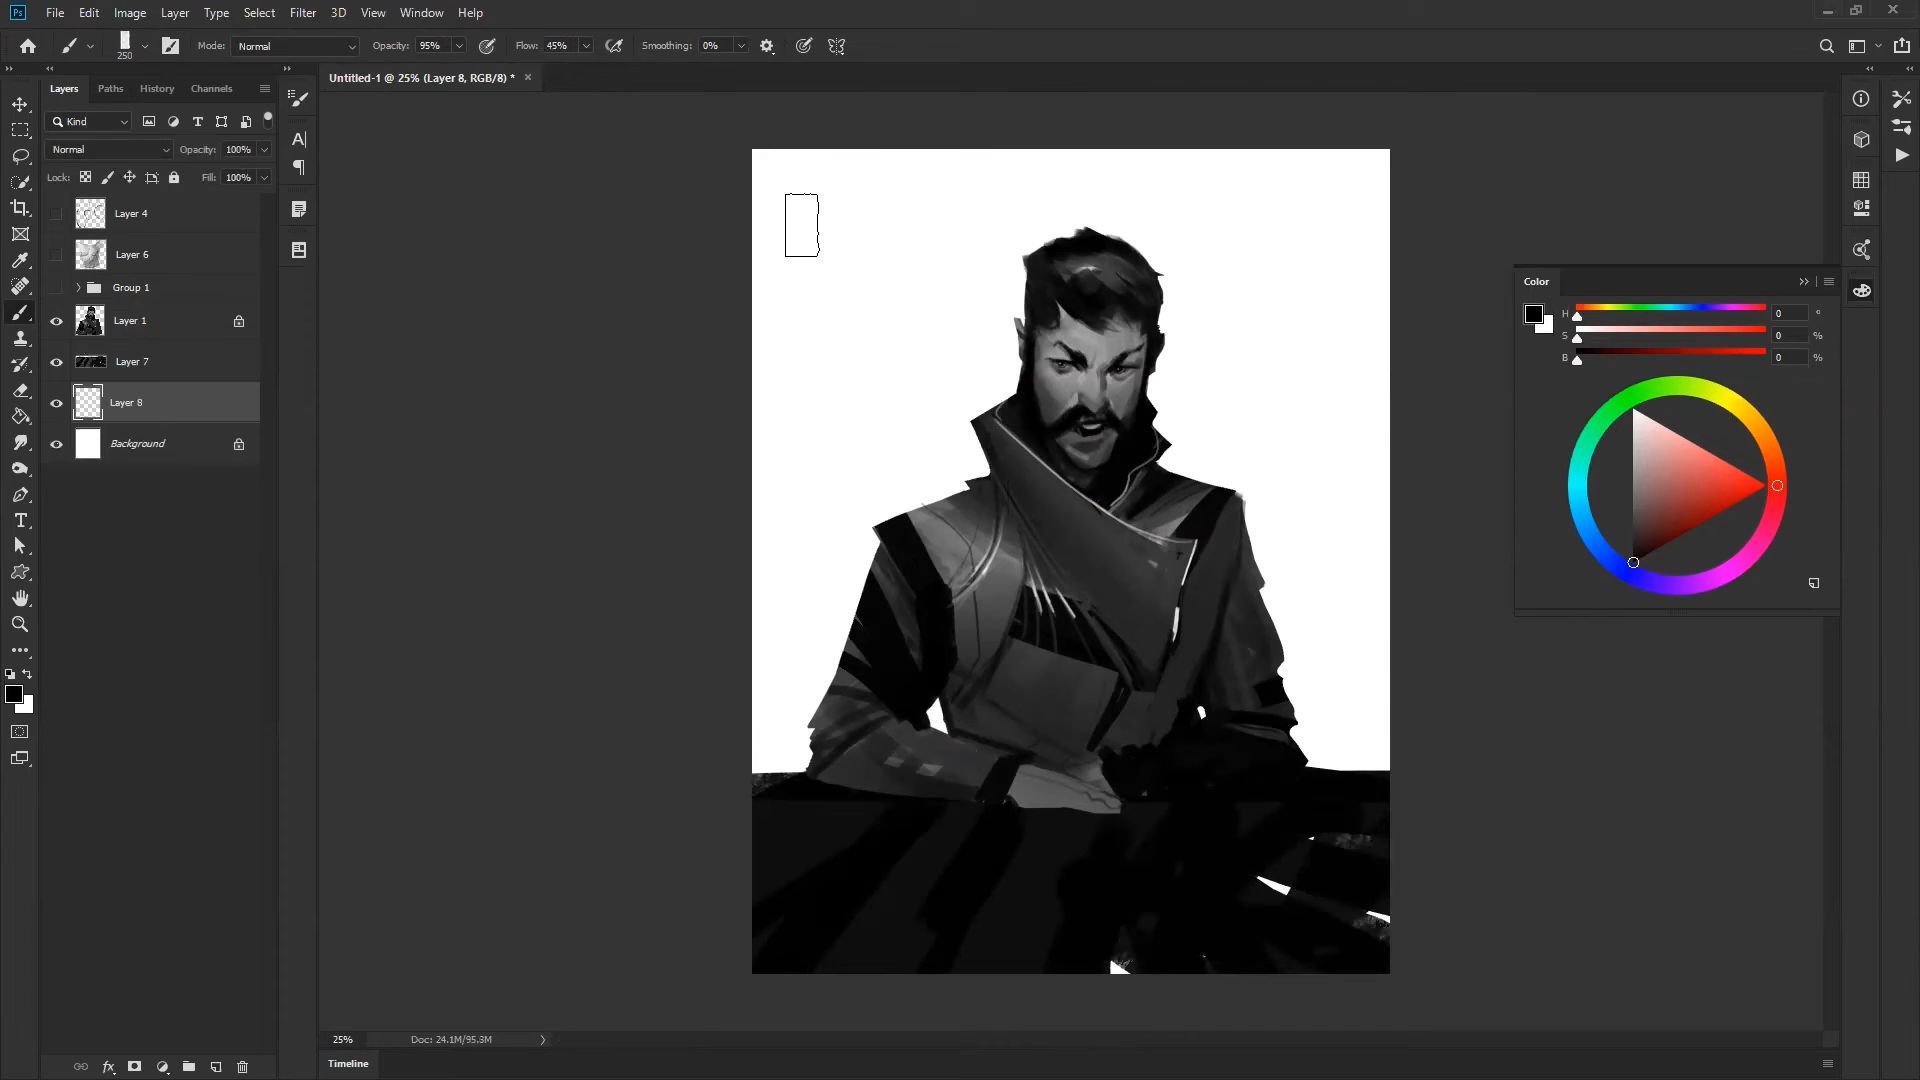 Ps File Edit Image Layer Type Select Filter 3D View Window Help
250 Mode: Normal Opacity: 95% Flow: 45% Smoothing: 0%
Untitled-1 @ 25% (Layer 8, RGB/8) * ×
Layers Paths History Channels
Kind
Normal Opacity: 100%
Lock: Fill: 100%
Layer 4
Layer 6
Group 1
Layer 1
Layer 7
Layer 8
Background
fx
Color
H 0 °
S 0 %
B 0 %
25% Doc: 24.1M/95.3M
Timeline